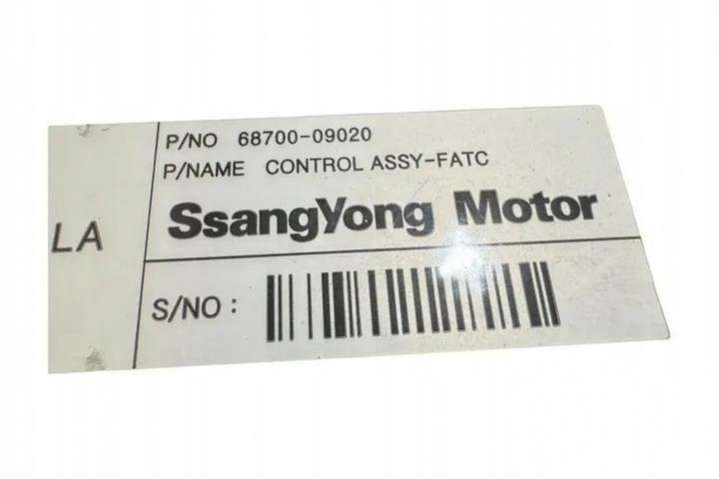 P/NO 68700-09020
P/NAME CONTROL ASSY-FATC
SsangYong Motor
LA
S/NO :